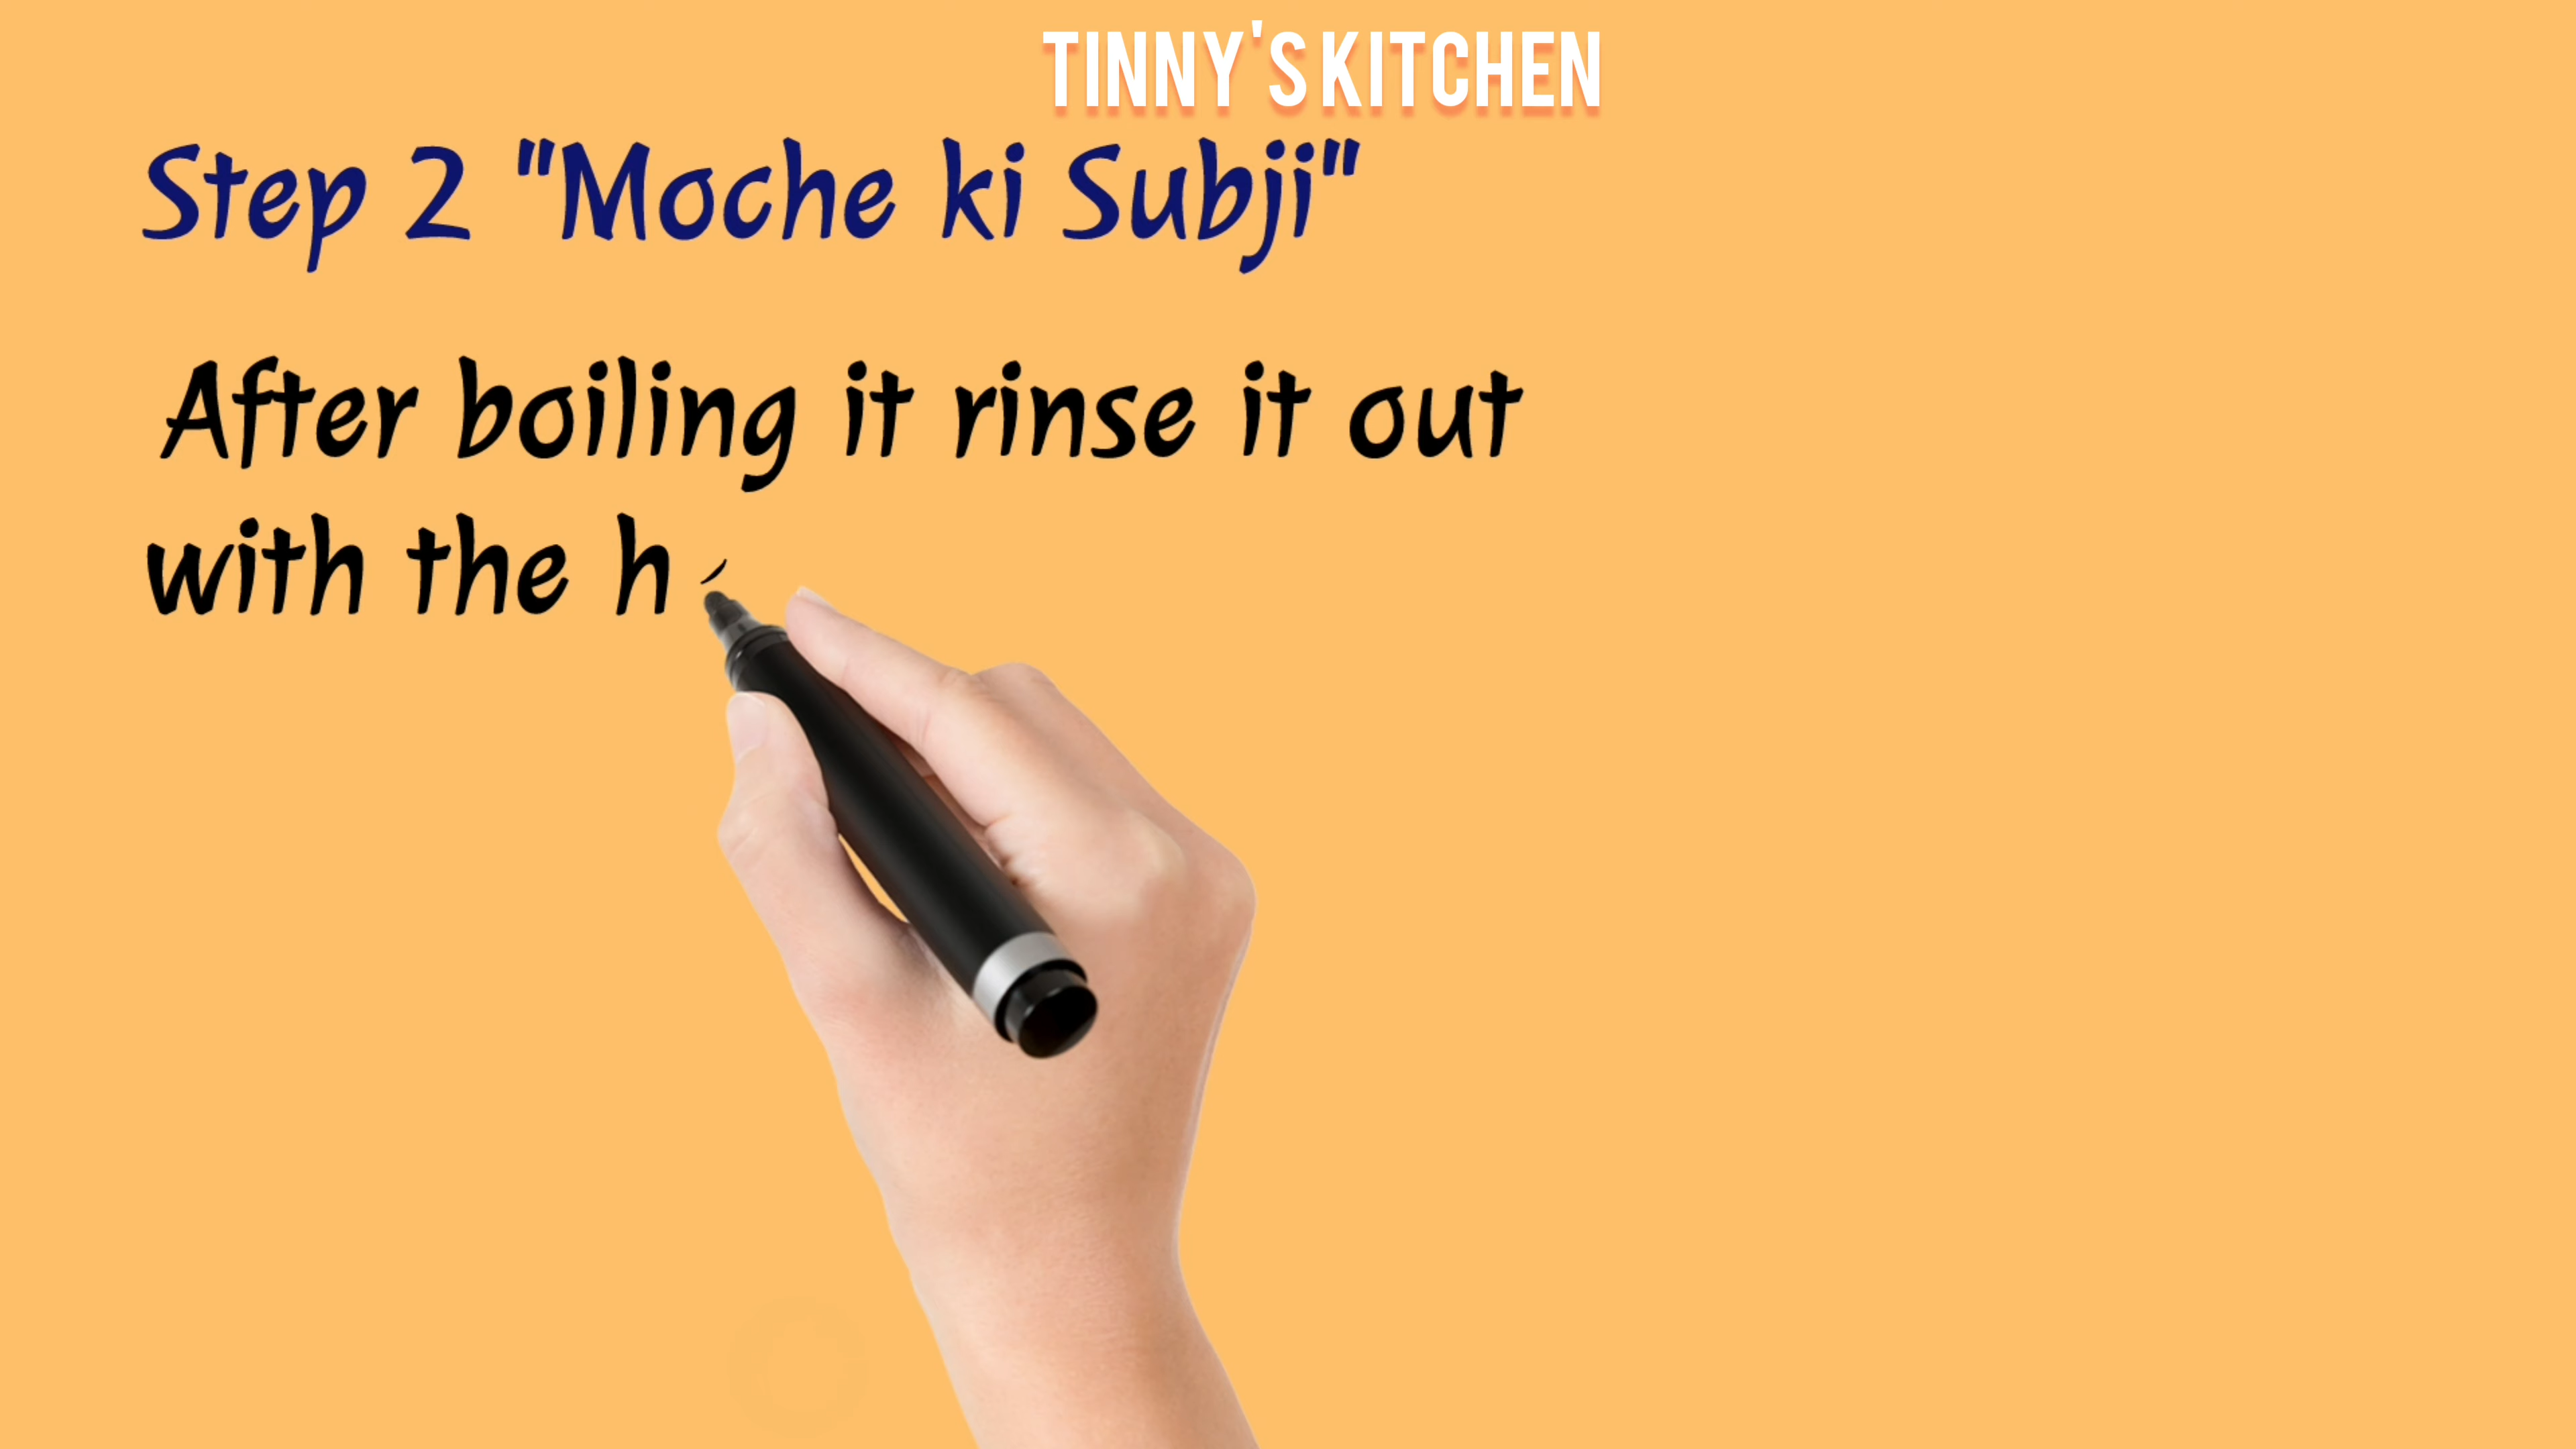 TINNY'S KITCHEN
Step 2 "Moche ki Subji"
After boiling it rinse it out
with the h